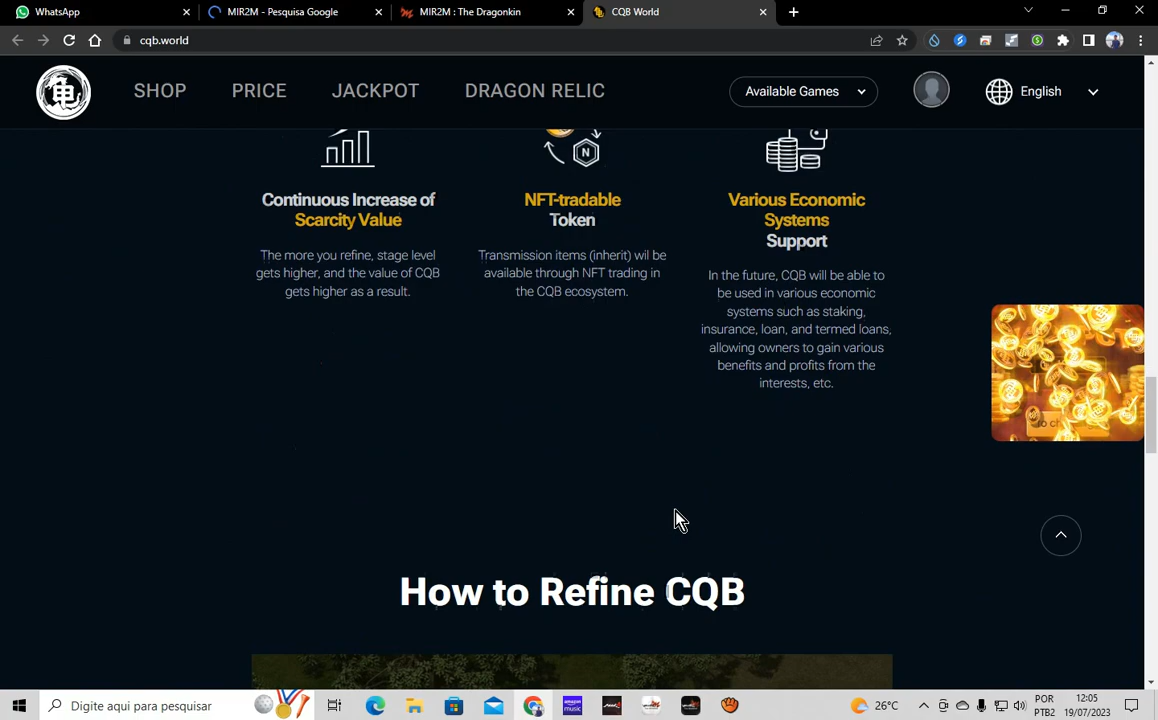 WhatsApp
MIR2M - Pesquisa Google
MIR2M : The Dragonkin
CQB World
cqb.world
SHOP
PRICE
JACKPOT
DRAGON RELIC
Available Games
English
Continuous Increase of
Scarcity Value
The more you refine, stage level
gets higher, and the value of CQB
gets higher as a result.
N
NFT-tradable
Token
Transmission items (inherit) wil be
available through NFT trading in
the CQB ecosystem.
Various Economic
Systems
Support
In the future, CQB will be able to
be used in various economic
systems such as staking,
insurance, loan, and termed loans,
allowing owners to gain various
benefits and profits from the
interests, etc.
How to Refine CQB
Digite aqui para pesquisar
26°C
POR
PTB2
12:05
19/07/2023